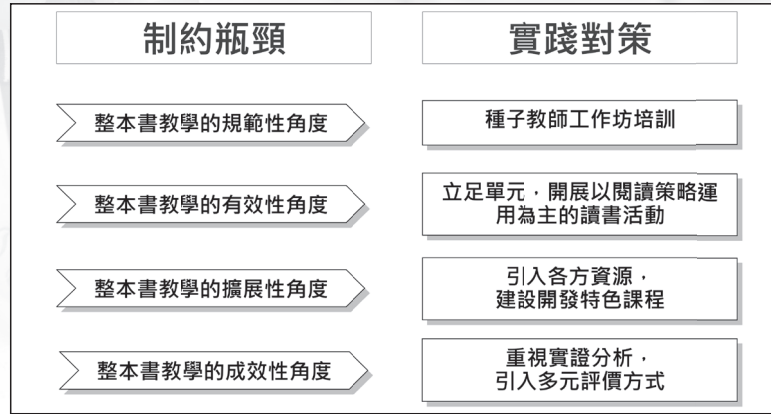 制約瓶頸
實踐對策
整本書教學的規範性角度
種子教師工作坊培訓
整本書教學的有效性角度
立足單元，開展以閱讀策略運
用為主的讀書活動
整本書教學的擴展性角度
引入各方資源，
建設開發特色課程
整本書教學的成效性角度
重視實證分析，
引入多元評價方式